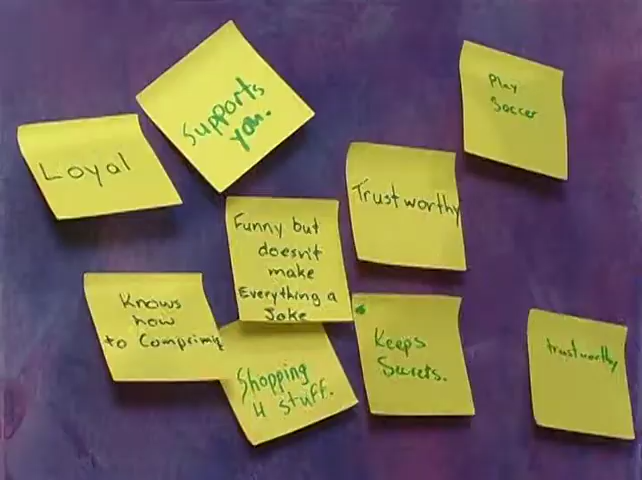 Supports
you.
Play
Soccer
Loyal
Trustworthy
Funny but
doesn't
make
Everything a
Joke
Knows
how
to Comprimise
Keeps
Secrets.
trustworthy
Shopping
4 stuff.